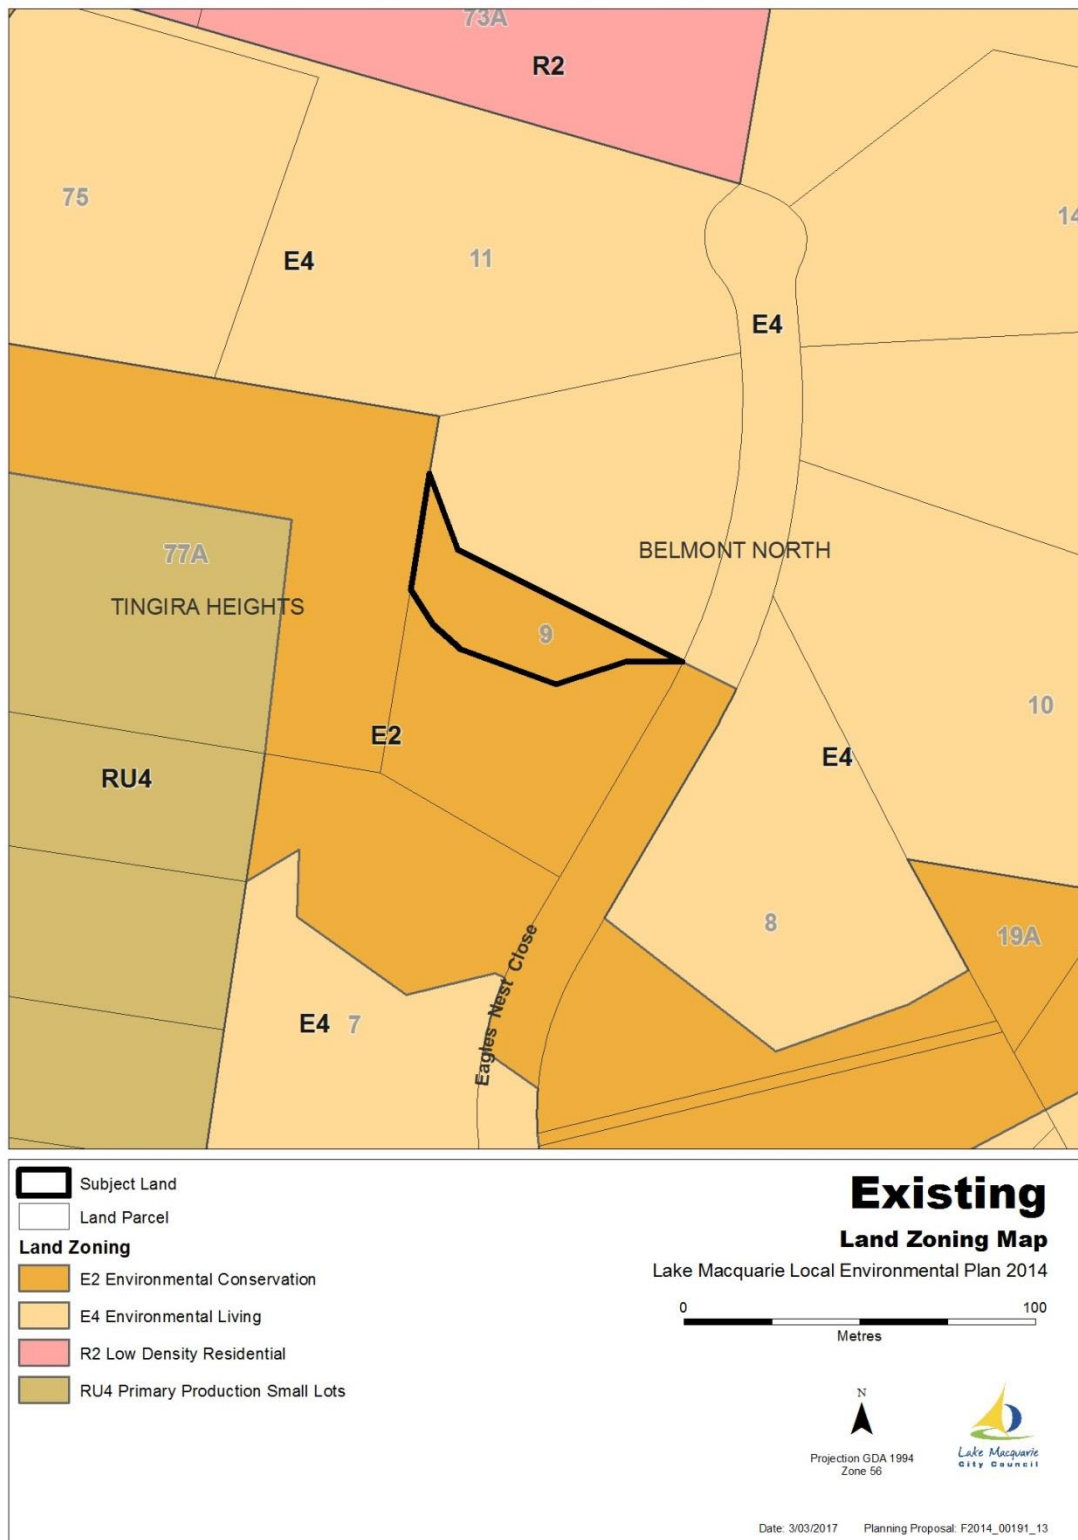 73A
R2
75
14
E4
11
E4
BELMONT NORTH
77A
TINGIRA HEIGHTS
9
10
E2
E4
RU4
8
19A
Eagles Nest Close
E4 7
Subject Land
Land Parcel
Land Zoning
E2 Environmental Conservation
E4 Environmental Living
R2 Low Density Residential
RU4 Primary Production Small Lots
Existing
Land Zoning Map
Lake Macquarie Local Environmental Plan 2014
0 100
Metres
N
Projection GDA 1994
Zone 56
Lake Macquarie
City Council
Date: 3/03/2017 Planning Proposal: F2014_00191_13